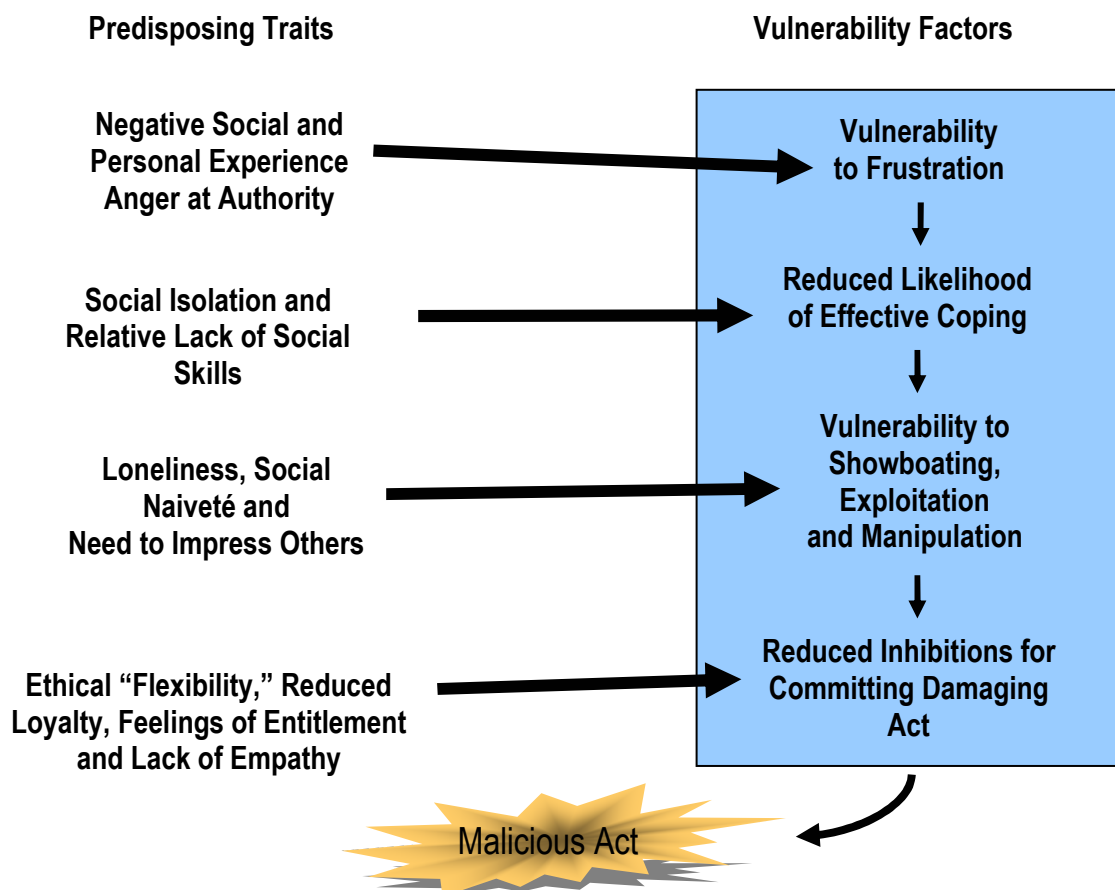 Predisposing Traits
Vulnerability Factors
Negative Social and
Personal Experience
Anger at Authority
Vulnerability
to Frustration
Social Isolation and
Relative Lack of Social
Skills
Reduced Likelihood
of Effective Coping
Loneliness, Social
Naiveté and
Need to Impress Others
Vulnerability to
Showboating,
Exploitation
and Manipulation
Ethical “Flexibility,” Reduced
Loyalty, Feelings of Entitlement
and Lack of Empathy
Reduced Inhibitions for
Committing Damaging
Act
Malicious Act